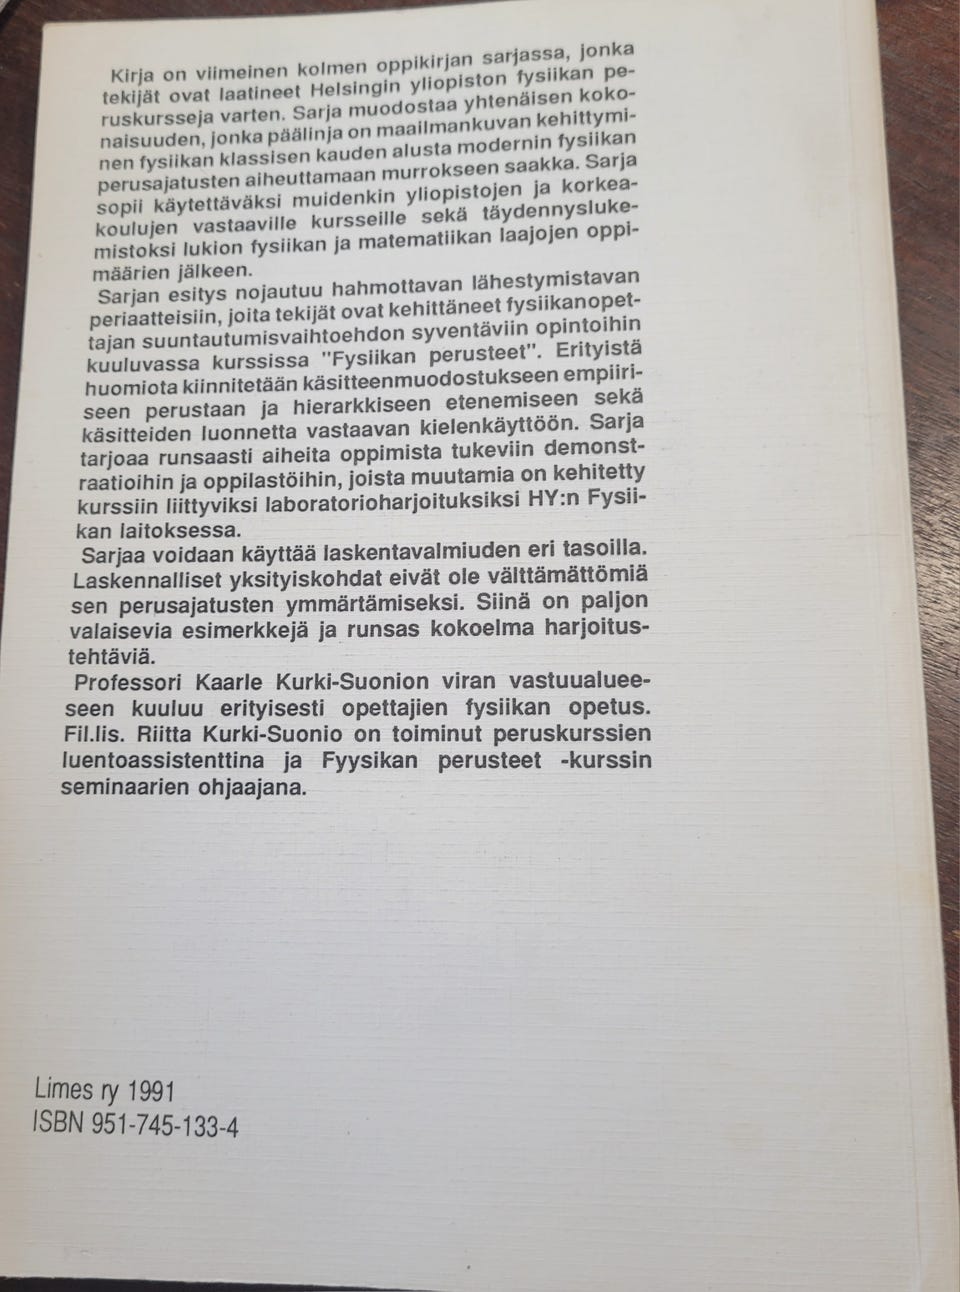 Kirja on viimeinen kolmen oppikirjan sarjassa, jonka
tekijät ovat laatineet Helsingin yliopiston fysiikan pe-
ruskursseja varten. Sarja muodostaa yhtenäisen koko-
naisuuden, jonka päälinja on maailmankuvan kehittymi-
nen fysiikan klassisen kauden alusta modernin fysiikan
perusajatusten aiheuttamaan murrokseen saakka. Sarja
sopii käytettäväksi muidenkin yliopistojen ja korkea-
koulujen vastaaville kursseille sekä täydennysluke-
mistoksi lukion fysiikan ja matematiikan laajojen oppi-
määrien jälkeen.
Sarjan esitys nojautuu hahmottavan lähestymistavan
periaatteisiin, joita tekijät ovat kehittäneet fysiikanopet-
tajan suuntautumisvaihtoehdon syventäviin opintoihin
kuuluvassa kurssissa "Fysiikan perusteet". Erityistä
huomiota kiinnitetään käsitteenmuodostukseen empiiri-
seen perustaan ja hierarkkiseen etenemiseen sekä
käsitteiden luonnetta vastaavan kielenkäyttöön. Sarja
tarjoaa runsaasti aiheita oppimista tukeviin demonst-
raatioihin ja oppilastöihin, joista muutamia on kehitetty
kurssiin liittyviksi laboratorioharjoituksiksi HY:n Fysii-
kan laitoksessa.
Sarjaa voidaan käyttää laskentavalmiuden eri tasoilla.
Laskennalliset yksityiskohdat eivät ole välttämättömiä
sen perusajatusten ymmärtämiseksi. Siinä on paljon
valaisevia esimerkkejä ja runsas kokoelma harjoitus-
tehtäviä.
Professori Kaarle Kurki-Suonion viran vastuualuee-
seen kuuluu erityisesti opettajien fysiikan opetus.
Fil.lis. Riitta Kurki-Suonio on toiminut peruskurssien
luentoassistenttina ja Fyysikan perusteet -kurssin
seminaarien ohjaajana.
Limes ry 1991
ISBN 951-745-133-4